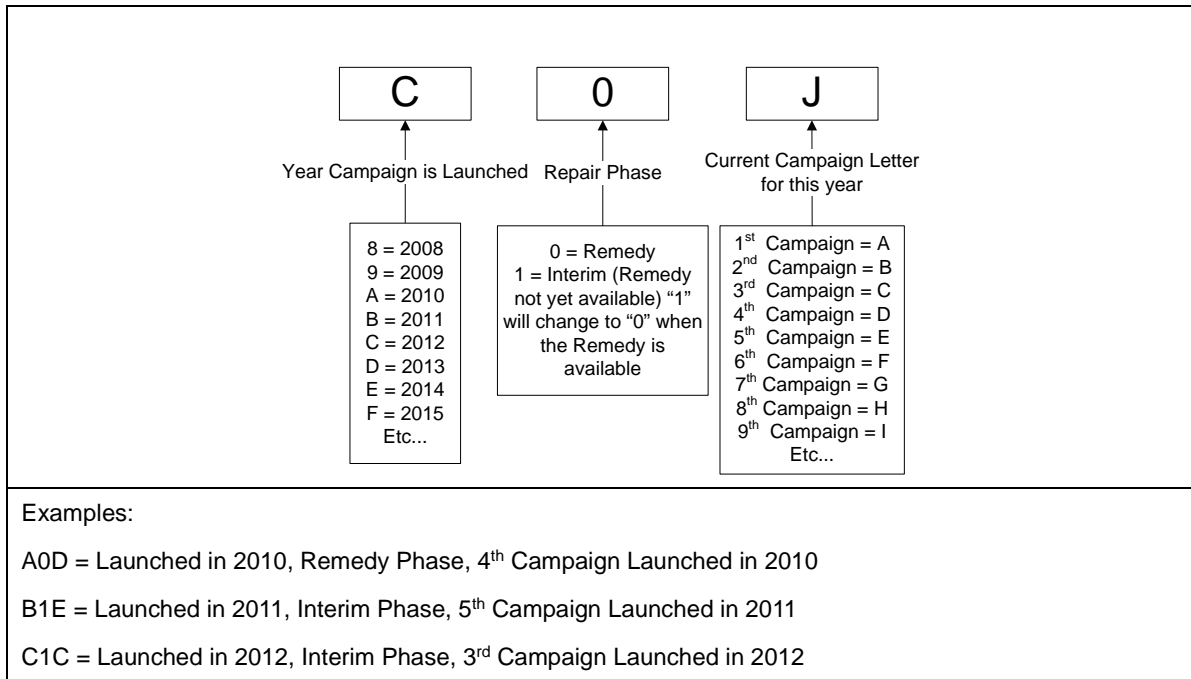 C 0 J
Year Campaign is Launched
Repair Phase
Current Campaign Letter
for this year
8 = 2008
9 = 2009
A = 2010
B = 2011
C = 2012
D = 2013
E = 2014
F = 2015
Etc...
0 = Remedy
1 = Interim (Remedy
not yet available) “1”
will change to “0” when
the Remedy is
available
1st Campaign = A
2nd Campaign = B
3rd Campaign = C
4th Campaign = D
5th Campaign = E
6th Campaign = F
7th Campaign = G
8th Campaign = H
9th Campaign = I
Etc...
Examples:
A0D = Launched in 2010, Remedy Phase, 4th Campaign Launched in 2010
B1E = Launched in 2011, Interim Phase, 5th Campaign Launched in 2011
C1C = Launched in 2012, Interim Phase, 3rd Campaign Launched in 2012